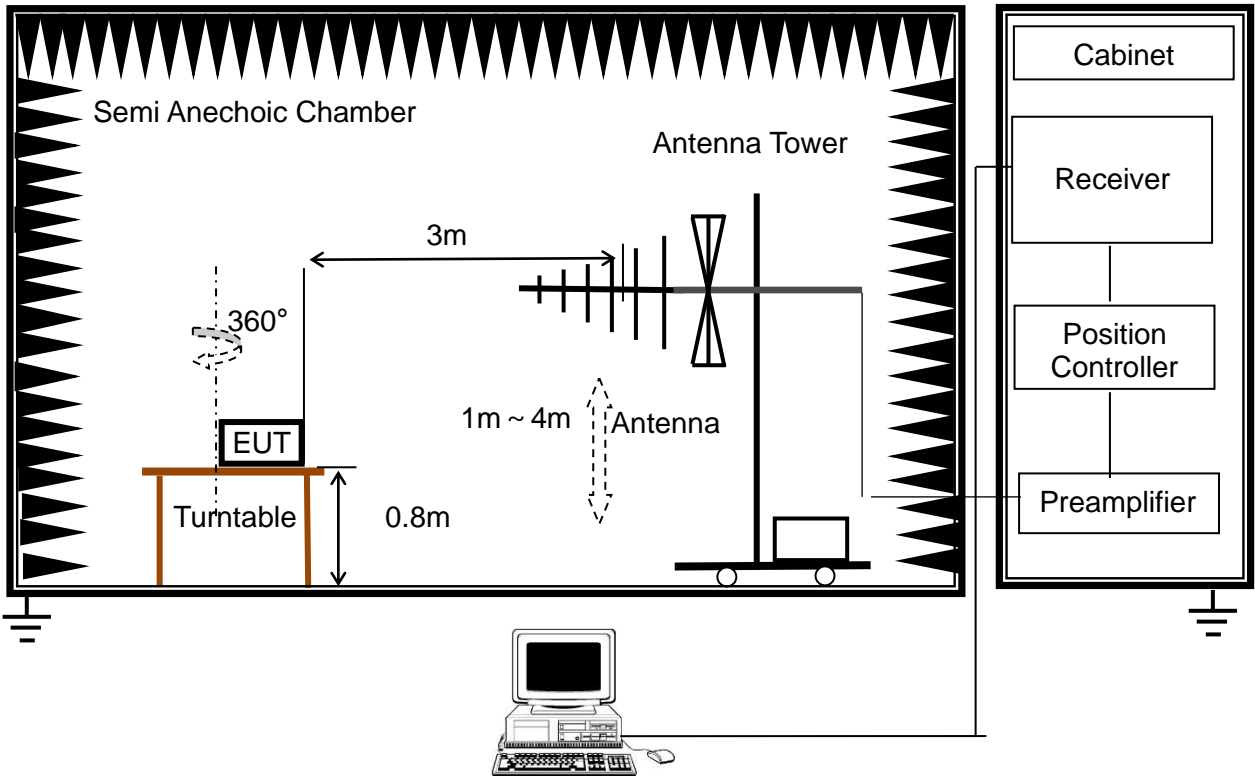 Cabinet
Semi Anechoic Chamber
Antenna Tower
Receiver
3m
360°
Position
Controller
1m ~ 4m
Antenna
EUT
Turntable
0.8m
Preamplifier